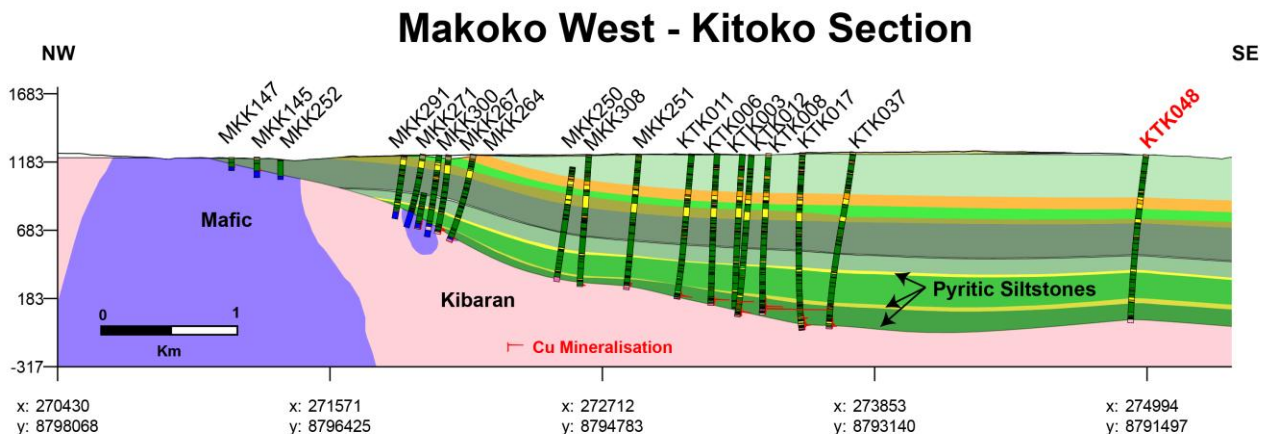 Makoko West - Kitoko Section
NW
SE
MKK147
MKK145
MKK252
MKK291
MKK271
MKK300
MKK267
MKK264
MKK250
MKK308
MKK251
KTK011
KTK006
KTK003
KTK012
KTK008
KTK017
KTK037
KTK048
1683
1183
683
183
-317
Mafic
Kibaran
Pyritic Siltstones
0 1
Km
Cu Mineralisation
x: 270430 x: 271571 x: 272712 x: 273853 x: 274994
y: 8798068 y: 8796425 y: 8794783 y: 8793140 y: 8791497